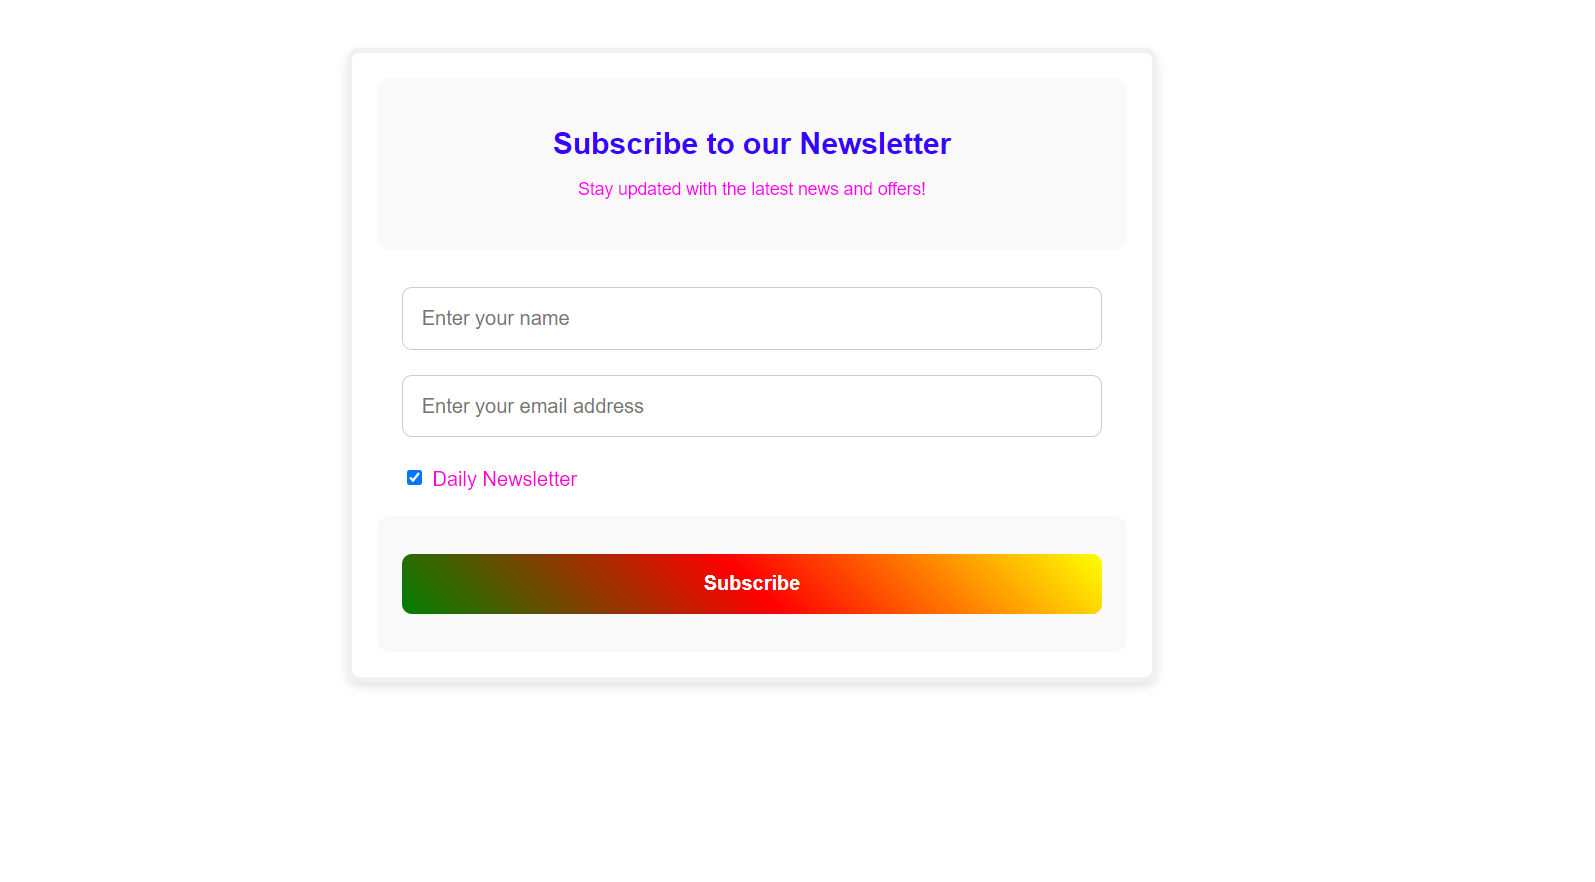 Subscribe to our Newsletter
Stay updated with the latest news and offers!
Enter your name
Enter your email address
Daily Newsletter
Subscribe